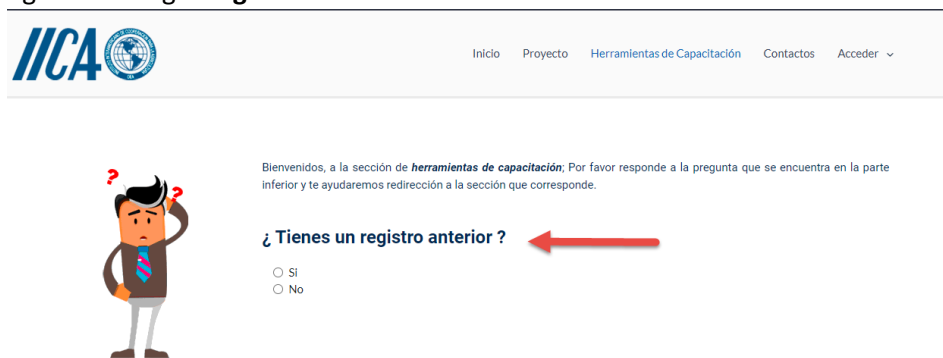 IICA
Inicio Proyecto Herramientas de Capacitación Contactos Acceder
Bienvenidos, a la sección de herramientas de capacitación; Por favor responde a la pregunta que se encuentra en la parte
inferior y te ayudaremos redirección a la sección que corresponde.
? ?
¿ Tienes un registro anterior ?
Si
No